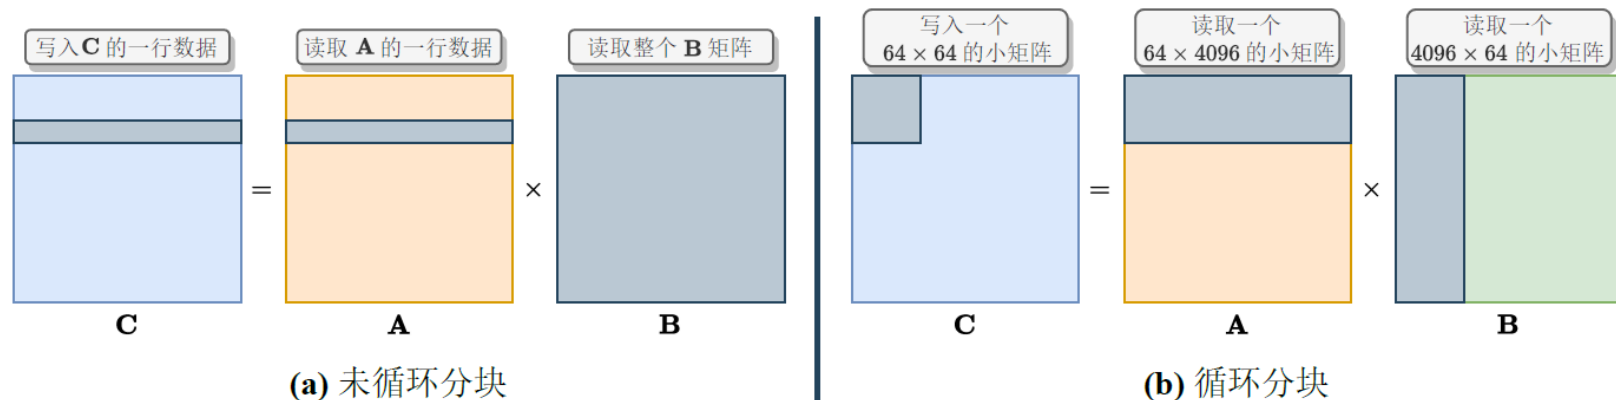 写入C 的一行数据
读取 A 的一行数据
读取整个 B 矩阵
=
×
C
A
B
(a) 未循环分块
写入一个
64 × 64 的小矩阵
读取一个
64 × 4096 的小矩阵
读取一个
4096 × 64 的小矩阵
=
×
C
A
B
(b) 循环分块